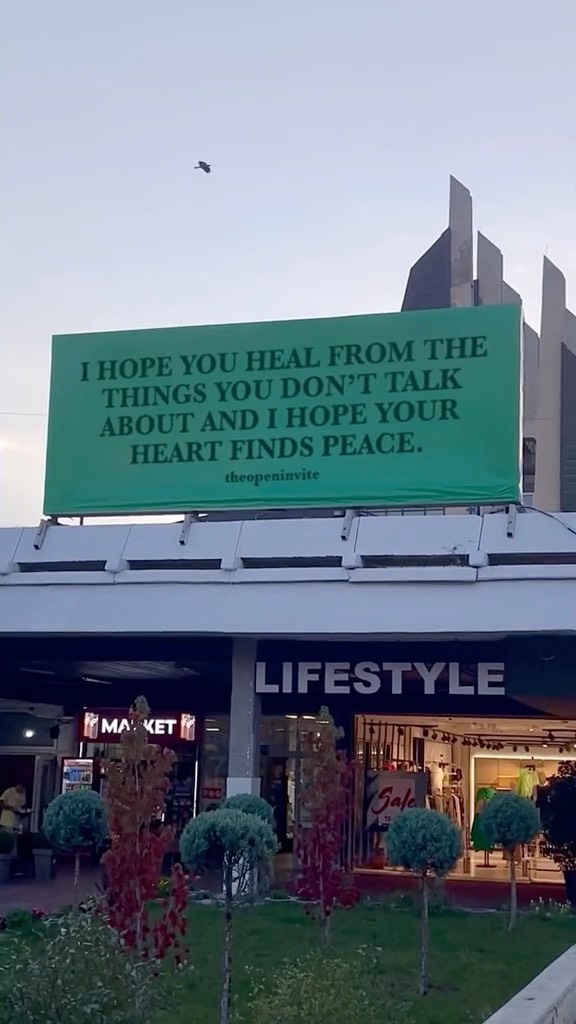 I HOPE YOU HEAL FROM THE
THINGS YOU DON'T TALK
ABOUT AND I HOPE YOUR
HEART FINDS PEACE.
theopeninvite
LIFESTYLE
MARKET
Sale